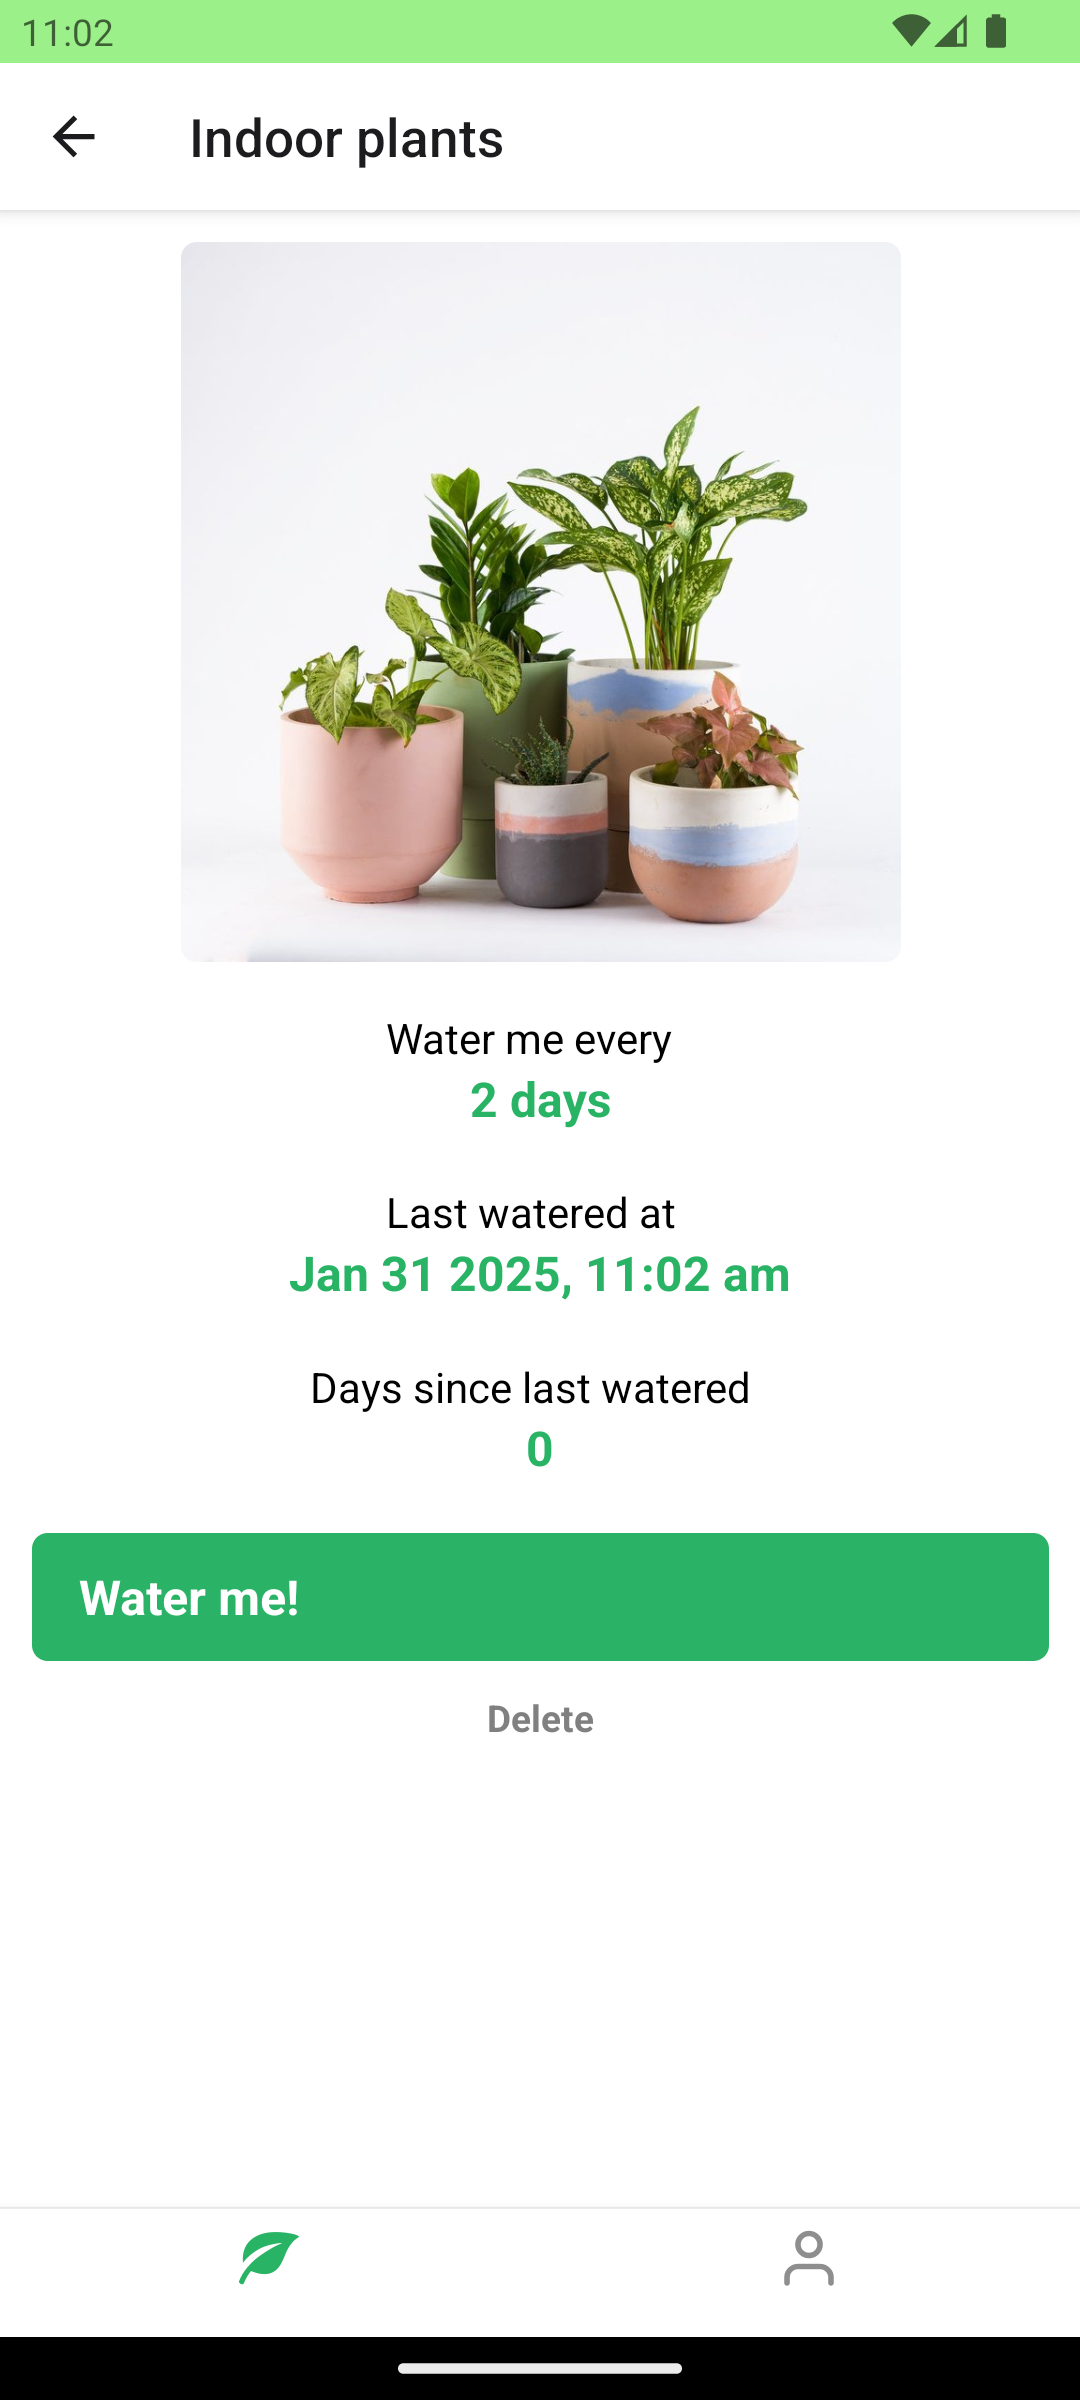 11:02
Indoor plants
Water me every
2 days
Last watered at
Jan 31 2025, 11:02 am
Days since last watered
0
Water me!
Delete